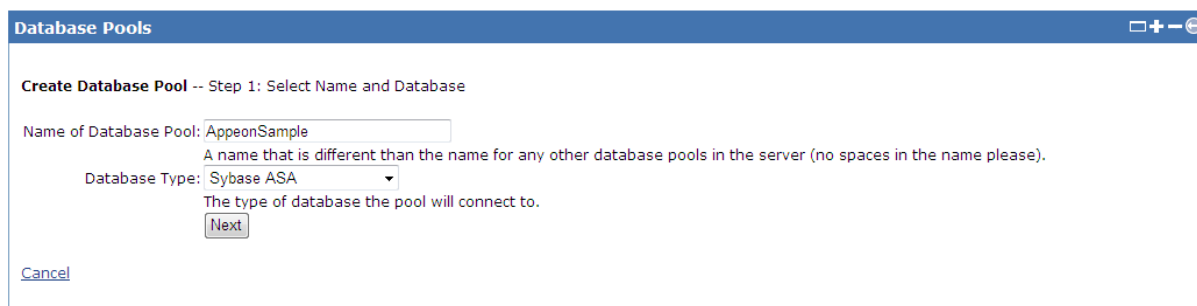 Database Pools
Create Database Pool -- Step 1: Select Name and Database
Name of Database Pool: AppeonSample
A name that is different than the name for any other database pools in the server (no spaces in the name please).
Database Type: Sybase ASA
The type of database the pool will connect to.
Next
Cancel